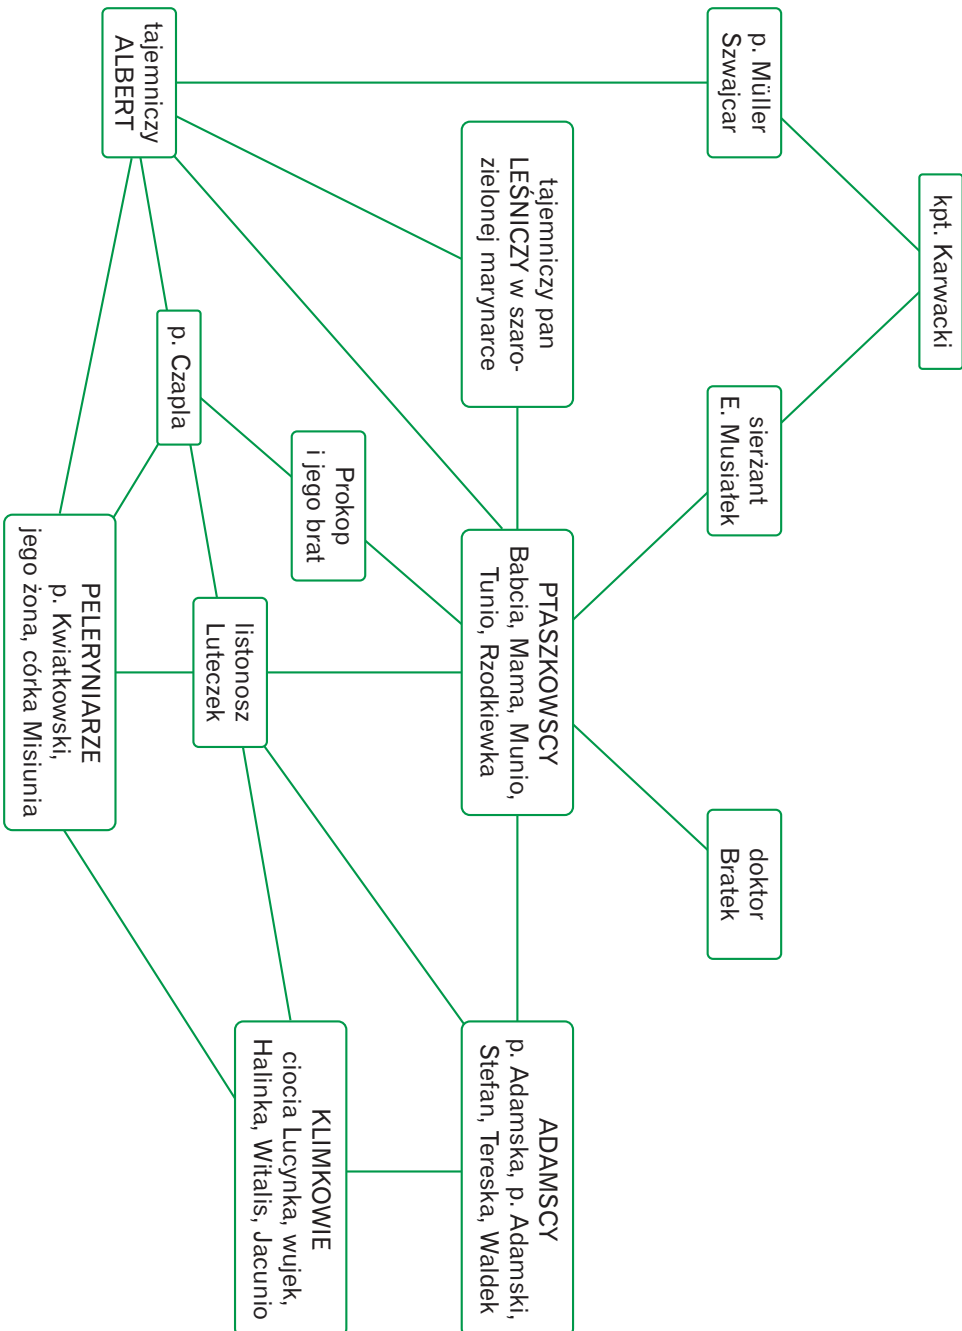 kpt. Karwacki
p. Müller
Szwajcar
sierżant
E. Musiałek
doktor
Bratek
tajemniczy pan
LEŚNICZY w szaro-
zielonej marynarce
PTASZKOWSCY
Babcia, Mama, Munio,
Tunio, Rzodkiewka
ADAMSCY
p. Adamska, p. Adamski,
Stefan, Tereska, Waldek
Prokop
i jego brat
KLIMKOWIE
ciocia Lucynka, wujek,
Halinka, Witalis, Jacunio
listonosz
Luteczek
p. Czapla
tajemniczy
ALBERT
PELERYNIARZE
p. Kwiatkowski,
jego żona, córka Misiunia